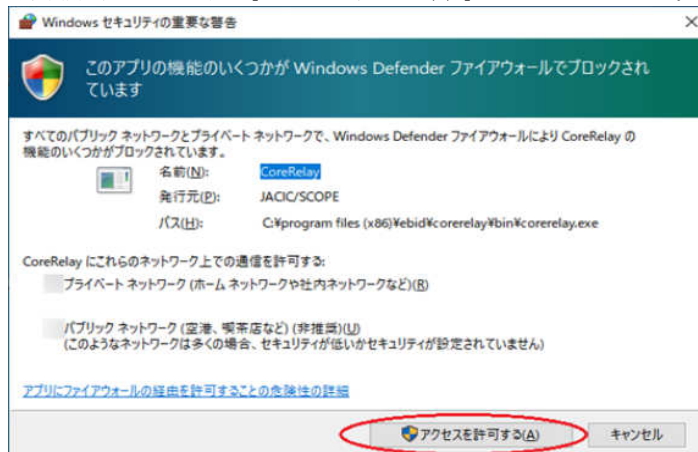 Windows セキュリティの重要な警告
このアプリの機能のいくつかが Windows Defender ファイアウォールでブロックされ
ています
すべてのパブリック ネットワークとプライベート ネットワークで、Windows Defender ファイアウォールにより CoreRelay の
機能のいくつかがブロックされています。
名前(N): CoreRelay
発行元(P): JACIC/SCOPE
パス(H): C:¥program files (x86)¥ebid¥corerelay¥bin¥corerelay.exe
CoreRelay にこれらのネットワーク上での通信を許可する:
プライベート ネットワーク (ホーム ネットワークや社内ネットワークなど)(R)
パブリック ネットワーク (空港、喫茶店など) (非推奨)(U)
(このようなネットワークは多くの場合、セキュリティが低いかセキュリティが設定されていません)
アプリにファイアウォールの経由を許可することの危険性の詳細
アクセスを許可する(A) キャンセル